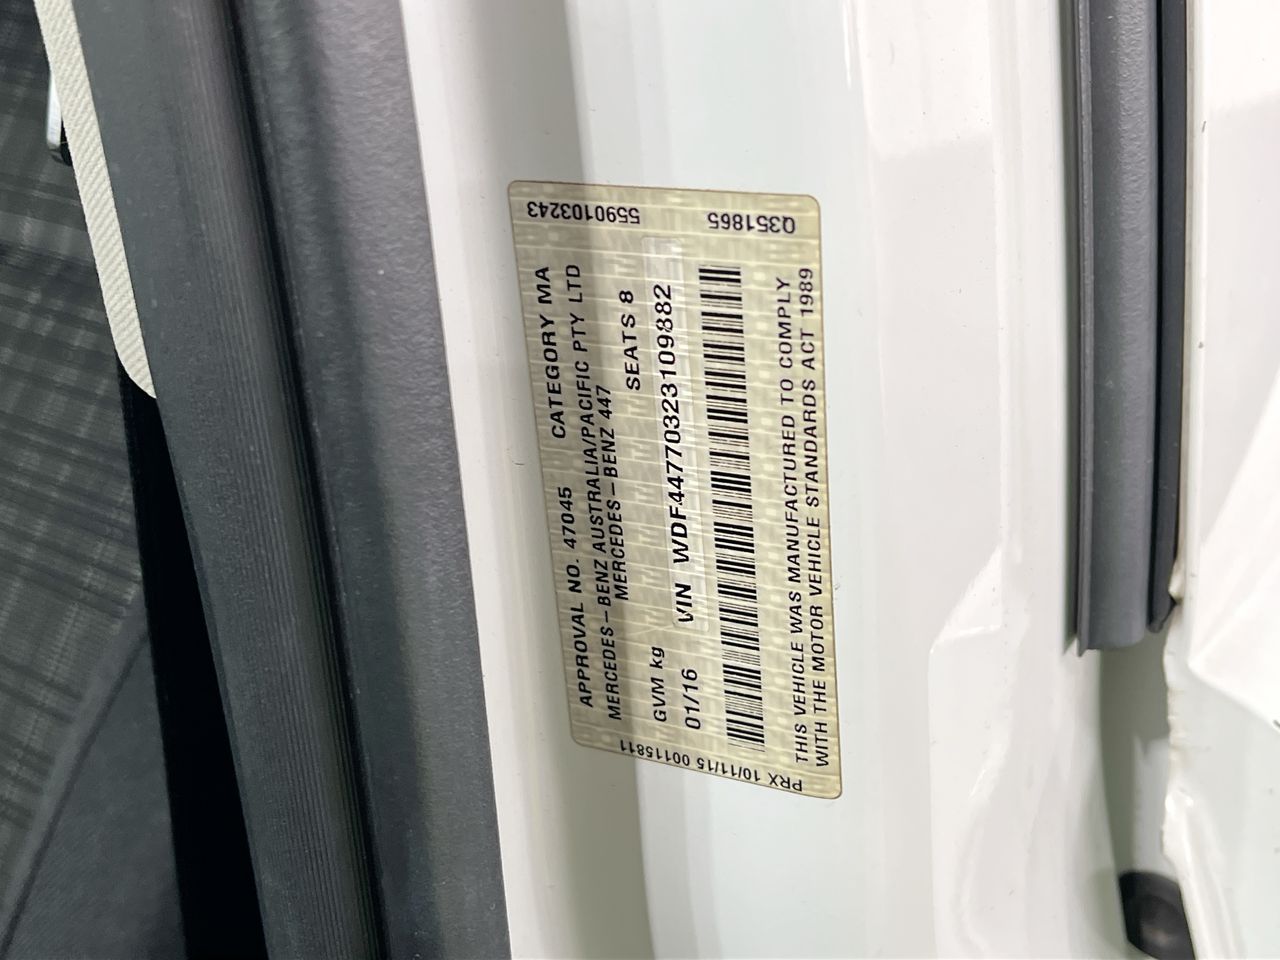 APPROVAL NO. 47045 CATEGORY MA
MERCEDES-BENZ AUSTRALIA/PACIFIC PTY LTD
MERCEDES-BENZ 447
GVM kg SEATS 8
01/16 VIN WDF44770323109882
THIS VEHICLE WAS MANUFACTURED TO COMPLY
WITH THE MOTOR VEHICLE STANDARDS ACT 1989
5590103243 Q351865
PRX 10/11/15 00115811